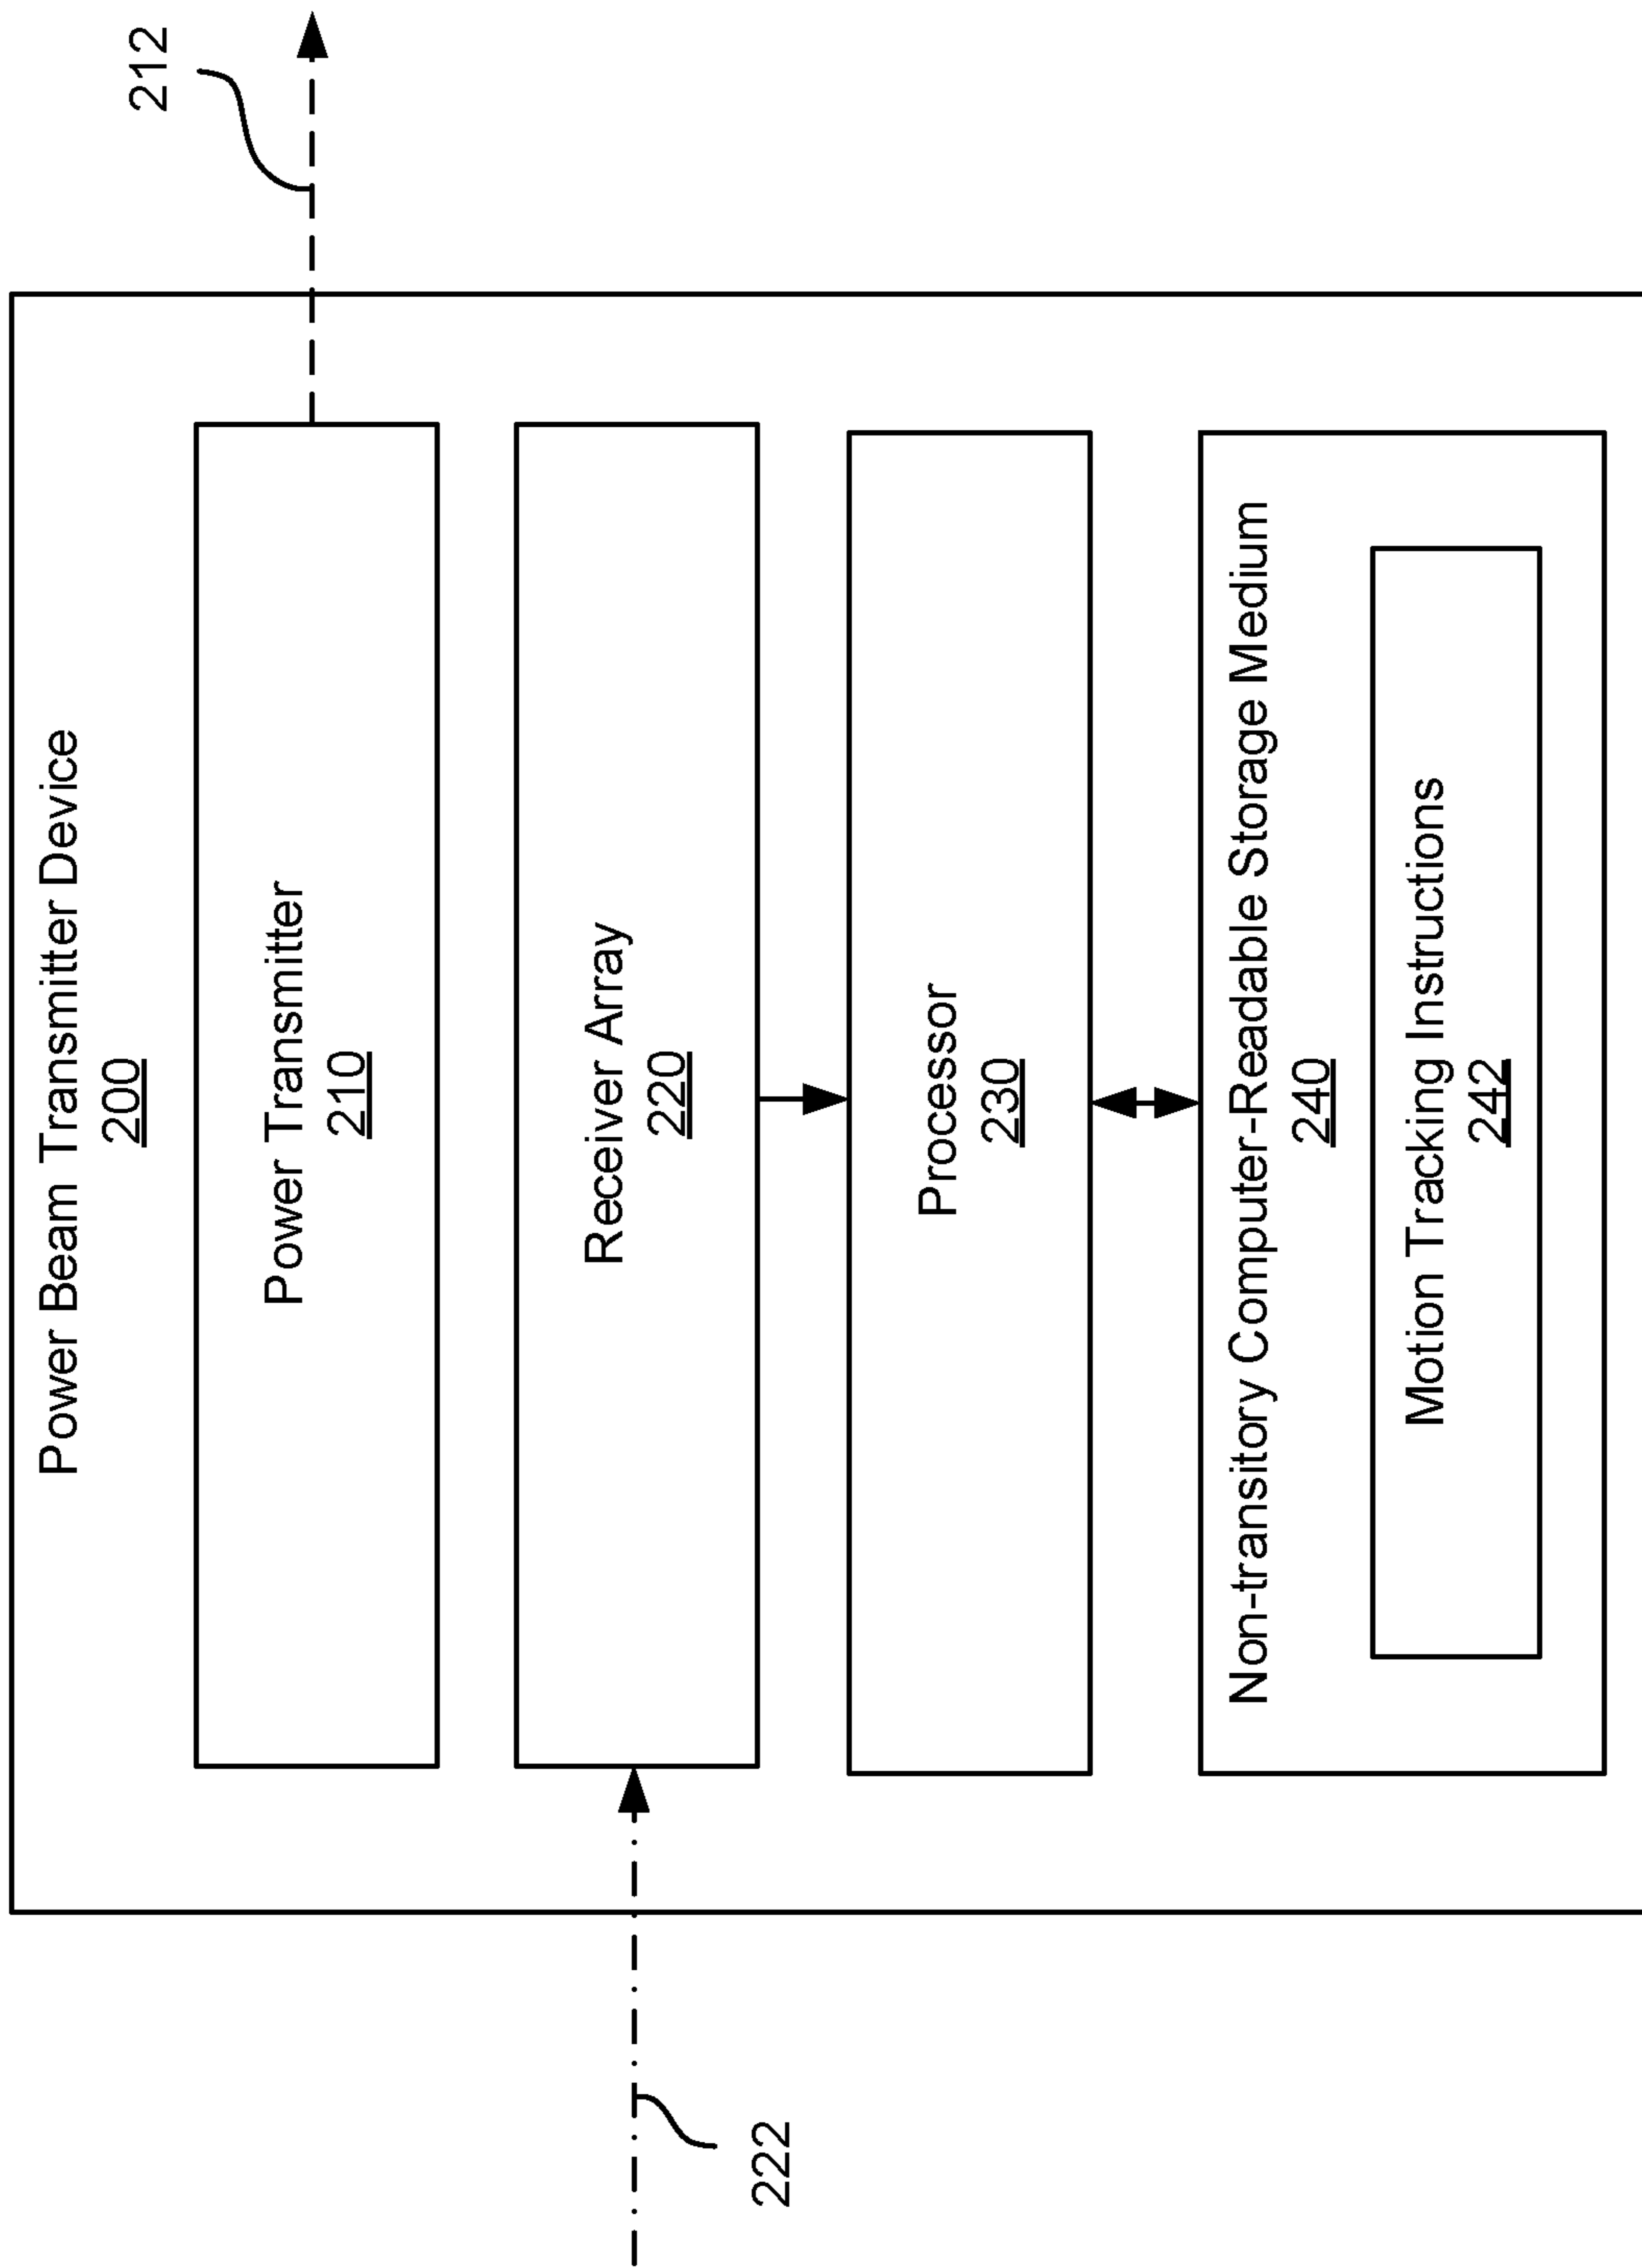 Power Beam Transmitter Device
200
212
Power Transmitter
210
Receiver Array
220
222
Processor
230
Non-transitory Computer-Readable Storage Medium
240
Motion Tracking Instructions
242